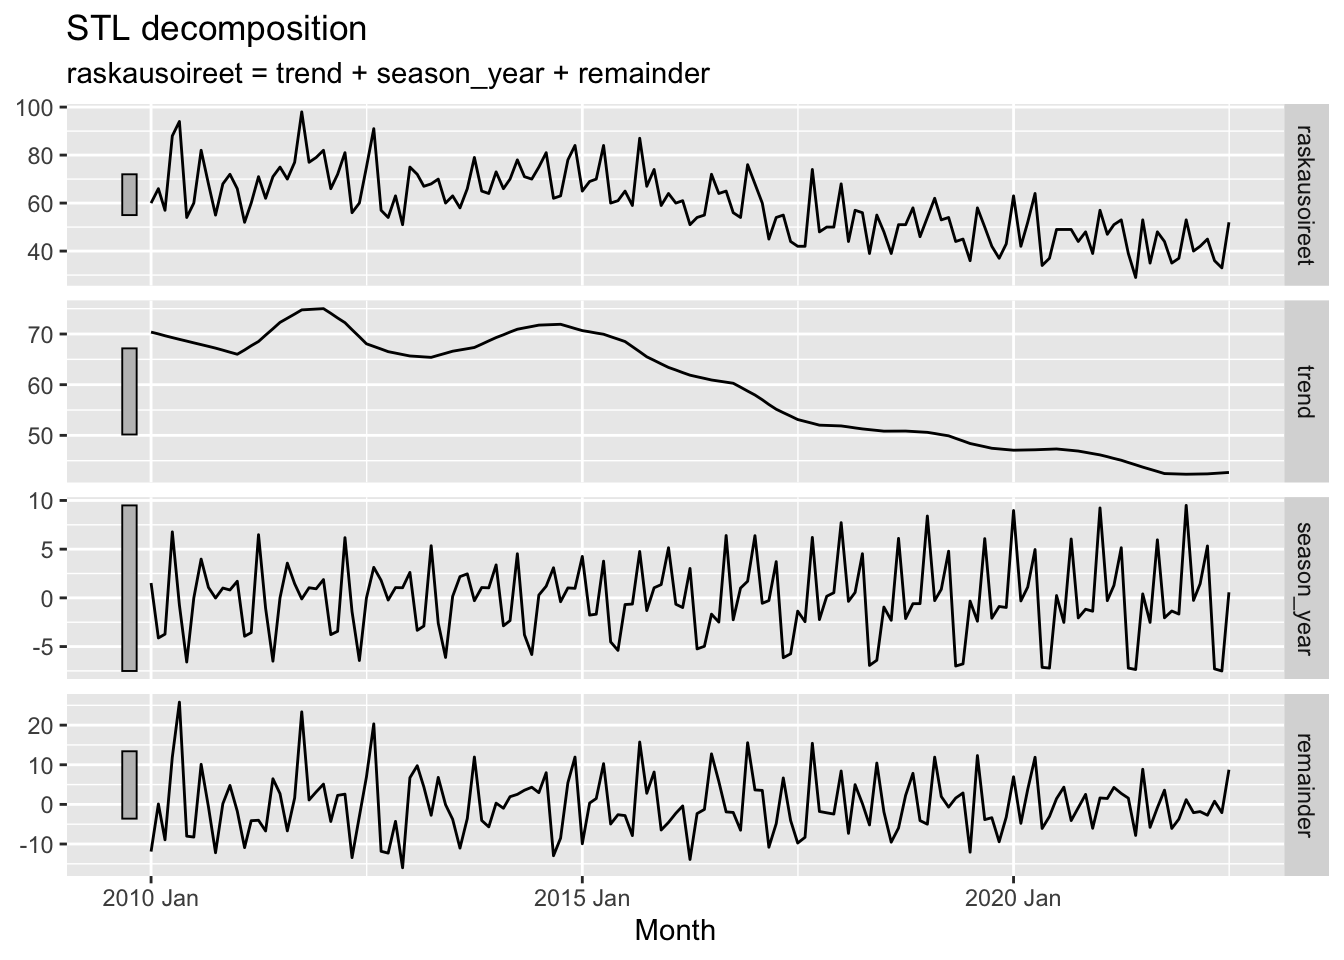 STL decomposition
raskausoireet = trend + season_year + remainder
100
80
60
40
raskausoireet
70
60
50
trend
10
5
0
-5
season_year
20
10
0
-10
remainder
2010 Jan
2015 Jan
2020 Jan
Month